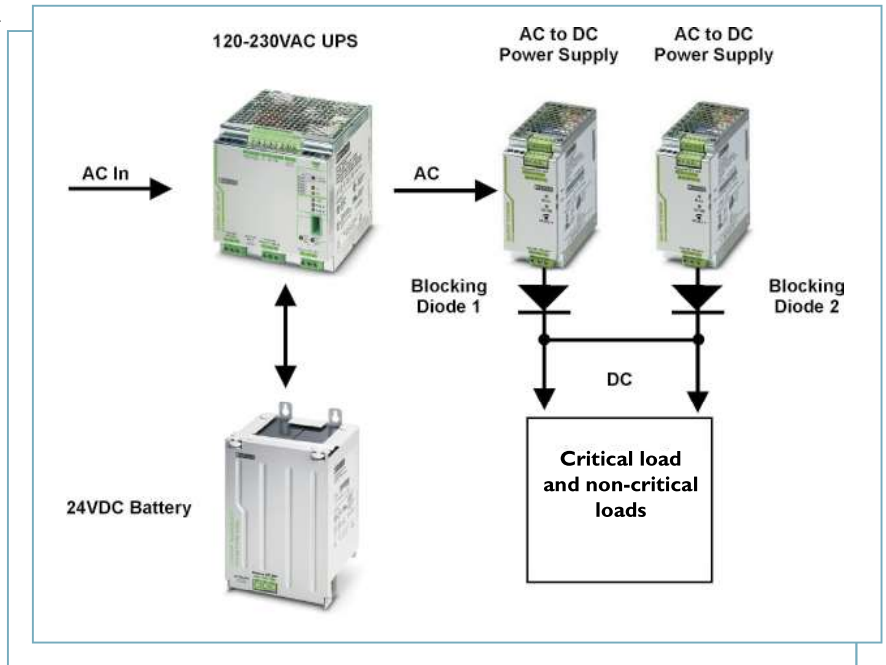 120-230VAC UPS
AC to DC
Power Supply
AC to DC
Power Supply
AC In
AC
Blocking
Diode 1
Blocking
Diode 2
DC
Critical load
and non-critical
loads
24VDC Battery